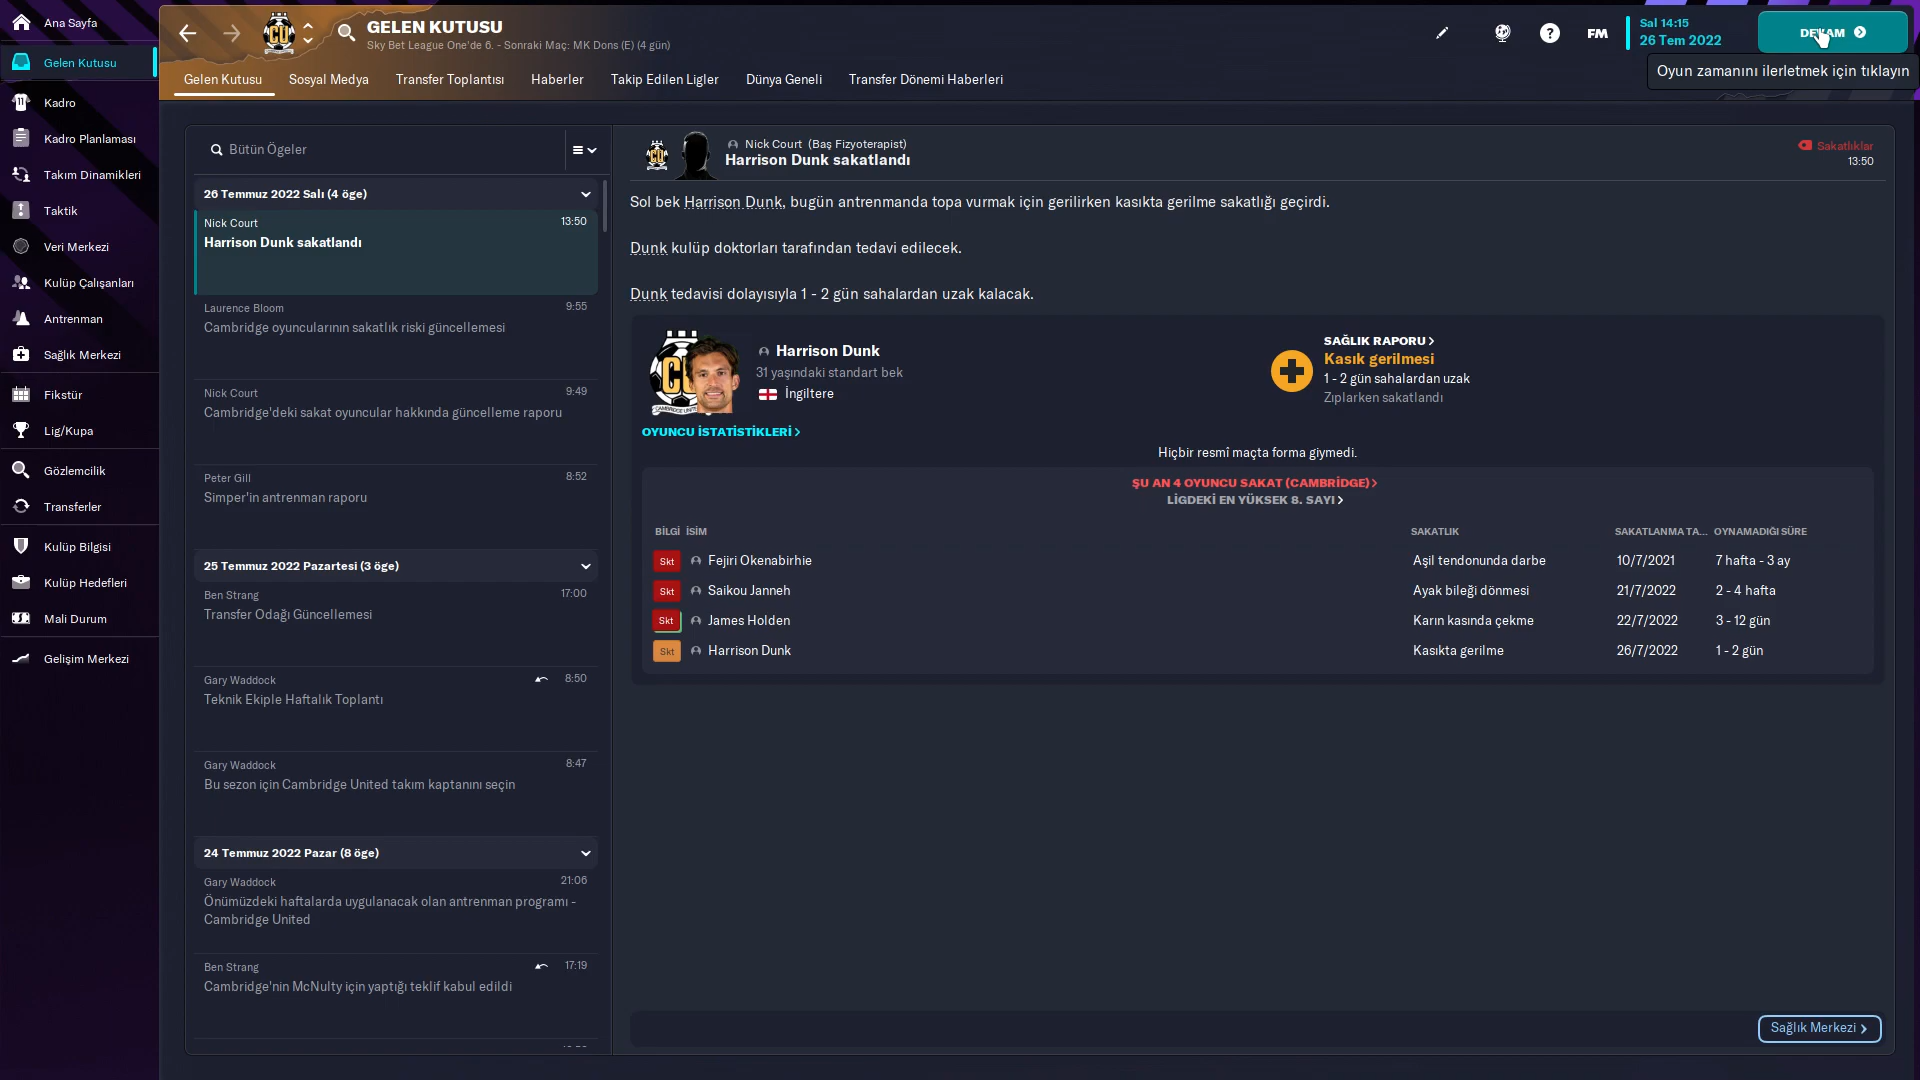 Ana Sayfa
Gelen Kutusu
Kadro
Kadro Planlaması
Takım Dinamikleri
Taktik
Veri Merkezi
Kulüp Çalışanları
Antrenman
Sağlık Merkezi
Fikstür
Lig/Kupa
Gözlemcilik
Transferler
Kulüp Bilgisi
Kulüp Hedefleri
Mali Durum
Gelişim Merkezi
GELEN KUTUSU
Sky Bet League One'de 6. - Sonraki Maç: MK Dons (E) (4 gün)
FM
Sal 14:15
26 Tem 2022
Oyun zamanını ilerletmek için tıklayın
Gelen Kutusu
Sosyal Medya
Transfer Toplantısı
Haberler
Takip Edilen Ligler
Dünya Geneli
Transfer Dönemi Haberleri
Bütün Ögeler
26 Temmuz 2022 Salı (4 öge)
Nick Court 13:50
Harrison Dunk sakatlandı
Laurence Bloom 9:55
Cambridge oyuncularının sakatlık riski güncellemesi
Nick Court 9:49
Cambridge'deki sakat oyuncular hakkında güncelleme raporu
Peter Gill 8:52
Simper'in antrenman raporu
25 Temmuz 2022 Pazartesi (3 öge)
Ben Strang 17:00
Transfer Odağı Güncellemesi
Gary Waddock 8:50
Teknik Ekiple Haftalık Toplantı
Gary Waddock 8:47
Bu sezon için Cambridge United takım kaptanını seçin
24 Temmuz 2022 Pazar (8 öge)
Gary Waddock 21:06
Önümüzdeki haftalarda uygulanacak olan antrenman programı -
Cambridge United
Ben Strang 17:19
Cambridge'nin McNulty için yaptığı teklif kabul edildi
Nick Court (Baş Fizyoterapist)
Harrison Dunk sakatlandı
Sakatlıklar
13:50
Sol bek Harrison Dunk, bugün antrenmanda topa vurmak için gerilirken kasıkta gerilme sakatlığı geçirdi.
Dunk kulüp doktorları tarafından tedavi edilecek.
Dunk tedavisi dolayısıyla 1 - 2 gün sahalardan uzak kalacak.
Harrison Dunk
31 yaşındaki standart bek
İngiltere
SAĞLIK RAPORU
Kasık gerilmesi
1 - 2 gün sahalardan uzak
Zıplarken sakatlandı
OYUNCU İSTATİSTİKLERİ
Hiçbir resmî maçta forma giymedi.
ŞU AN 4 OYUNCU SAKAT (CAMBRİDGE)
LİGDEKİ EN YÜKSEK 8. SAYI
BİLGİ İSİM SAKATLIK SAKATLANMA TA... OYNAMADIĞI SÜRE
Skt Fejiri Okenabirhie Aşil tendonunda darbe 10/7/2021 7 hafta - 3 ay
Skt Saikou Janneh Ayak bileği dönmesi 21/7/2022 2 - 4 hafta
Skt James Holden Karın kasında çekme 22/7/2022 3 - 12 gün
Skt Harrison Dunk Kasıkta gerilme 26/7/2022 1 - 2 gün
Sağlık Merkezi